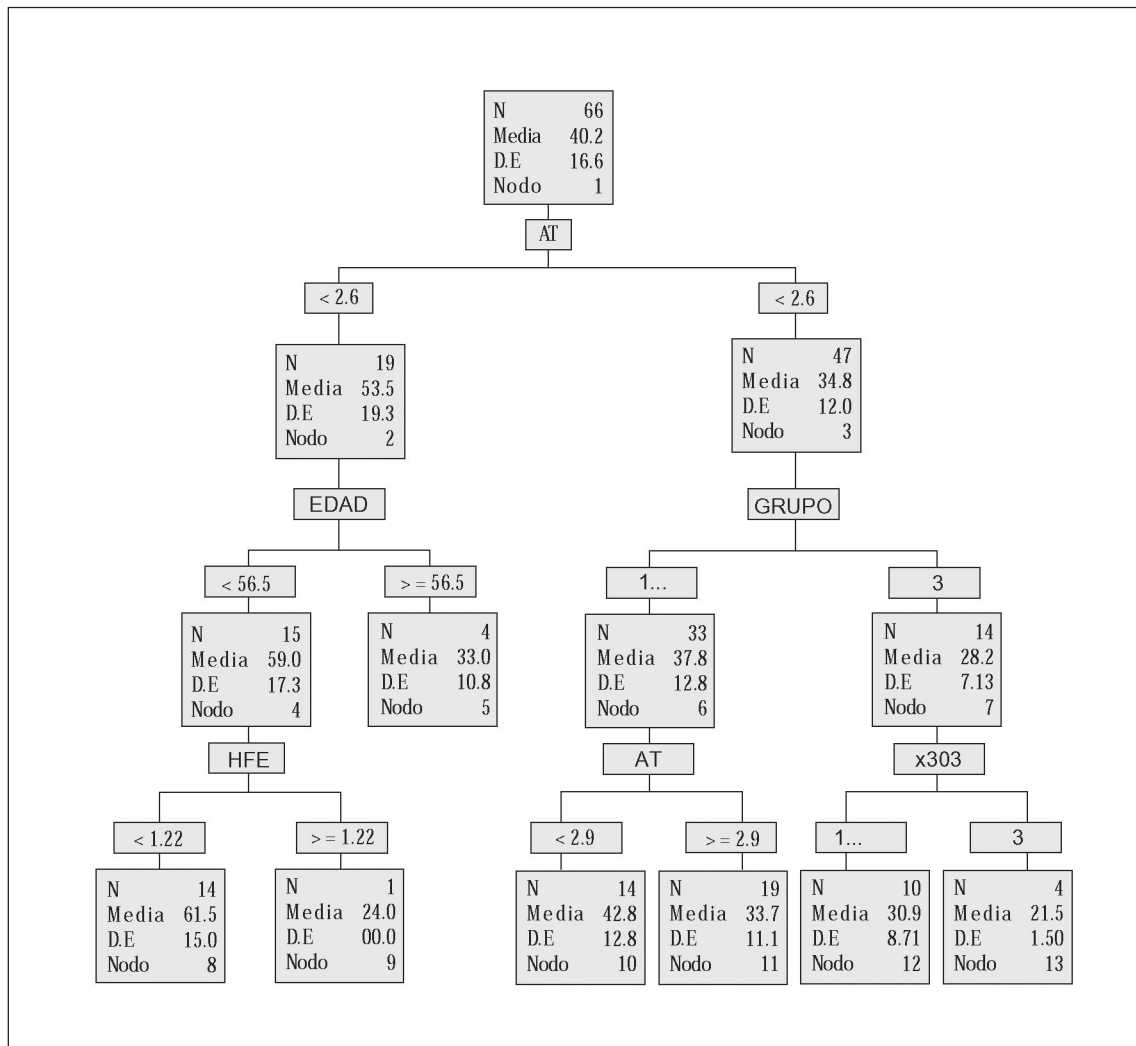 N 66
Media 40.2
D.E 16.6
Nodo 1
AT
< 2.6
< 2.6
N 19
Media 53.5
D.E 19.3
Nodo 2
N 47
Media 34.8
D.E 12.0
Nodo 3
EDAD
GRUPO
< 56.5
> = 56.5
1...
3
N 15
Media 59.0
D.E 17.3
Nodo 4
N 4
Media 33.0
D.E 10.8
Nodo 5
N 33
Media 37.8
D.E 12.8
Nodo 6
N 14
Media 28.2
D.E 7.13
Nodo 7
HFE
AT
x303
< 1.22
> = 1.22
< 2.9
> = 2.9
1...
3
N 14
Media 61.5
D.E 15.0
Nodo 8
N 1
Media 24.0
D.E 00.0
Nodo 9
N 14
Media 42.8
D.E 12.8
Nodo 10
N 19
Media 33.7
D.E 11.1
Nodo 11
N 10
Media 30.9
D.E 8.71
Nodo 12
N 4
Media 21.5
D.E 1.50
Nodo 13